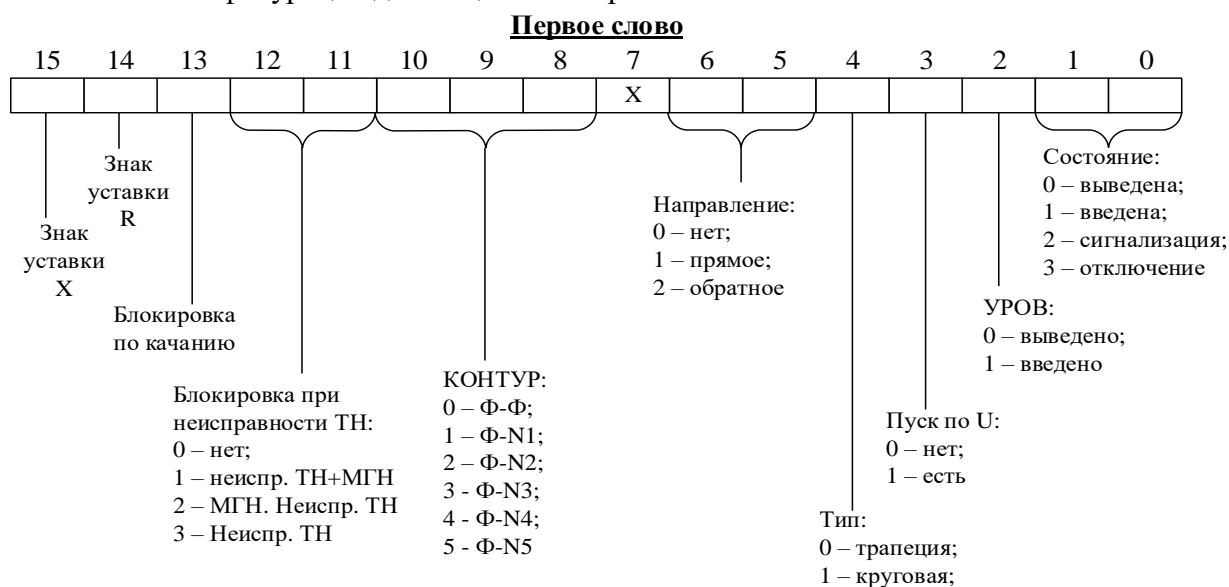 Первое слово
15 14 13 12 11 10 9 8 7 6 5 4 3 2 1 0
X
Знак
уставки
X
Знак
уставки
R
Блокировка
по качанию
Блокировка при
неисправности ТН:
0 – нет;
1 – неиспр. ТН+МГН
2 – МГН. Неиспр. ТН
3 – Неиспр. ТН
КОНТУР:
0 – Ф-Ф;
1 – Ф-N1;
2 – Ф-N2;
3 - Ф-N3;
4 - Ф-N4;
5 - Ф-N5
Направление:
0 – нет;
1 – прямое;
2 – обратное
Тип:
0 – трапеция;
1 – круговая;
Пуск по U:
0 – нет;
1 – есть
УРОВ:
0 – выведено;
1 – введено
Состояние:
0 – выведена;
1 – введена;
2 – сигнализация;
3 – отключение